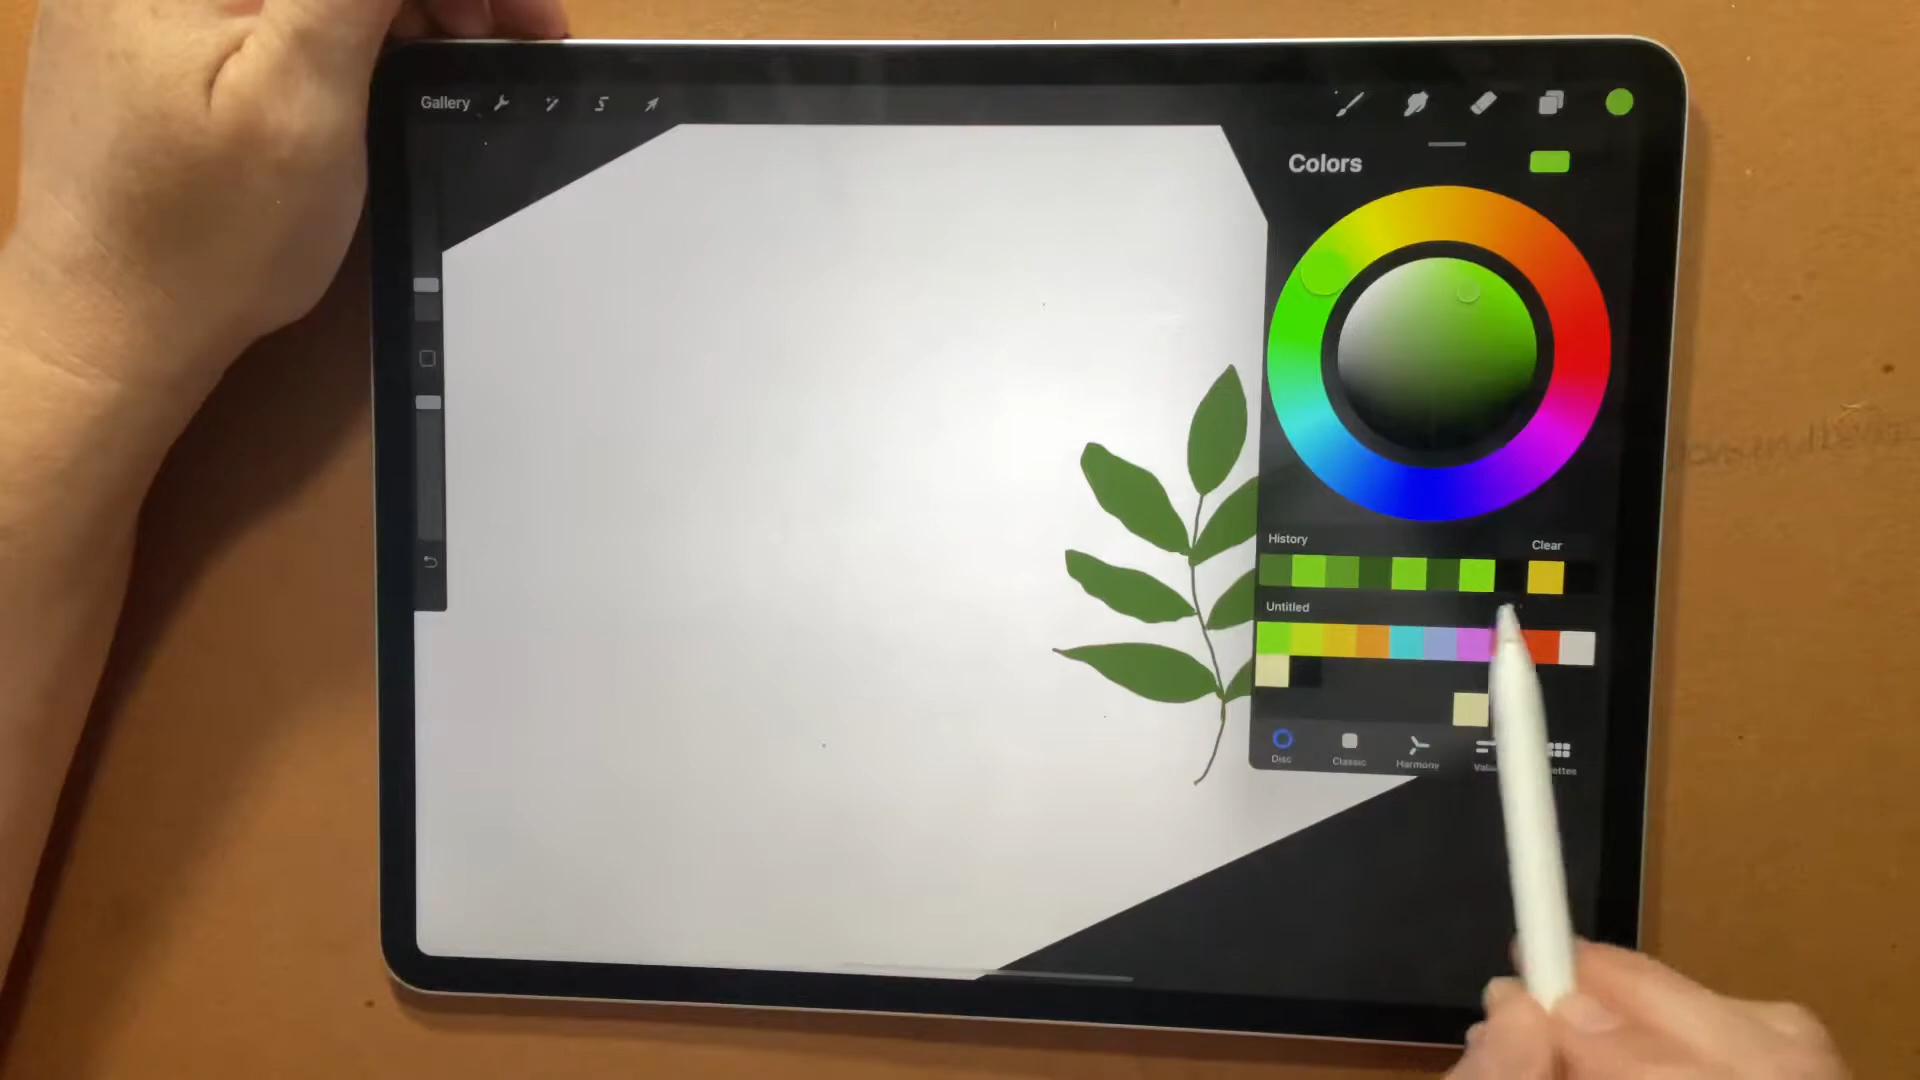 Gallery
Colors
History Clear
Untitled
Disc Classic Harmony